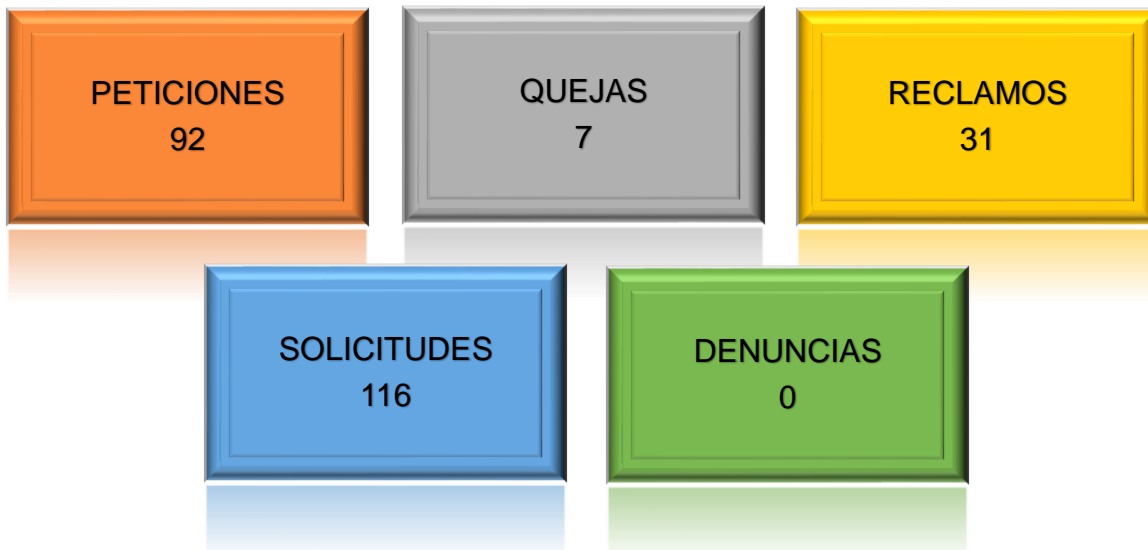 PETICIONES
92
QUEJAS
7
RECLAMOS
31
SOLICITUDES
116
DENUNCIAS
0